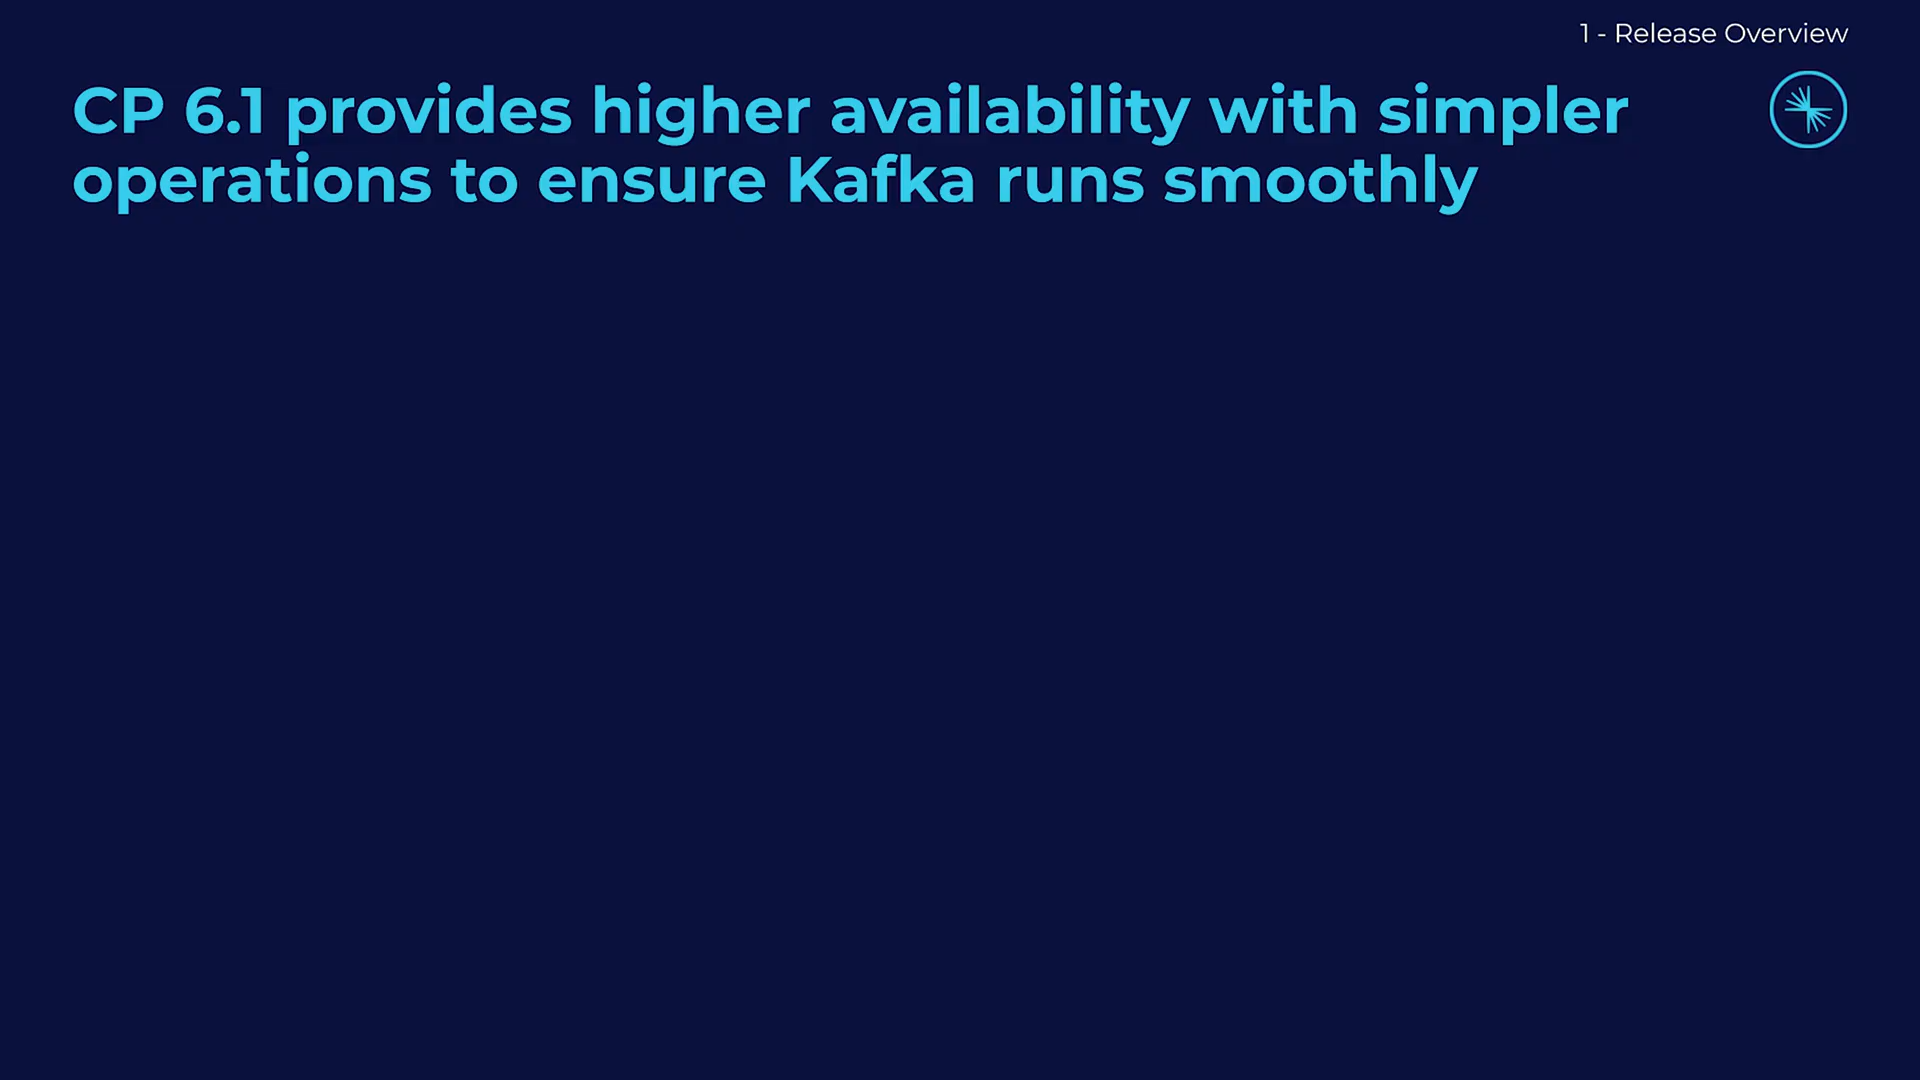 1 - Release Overview
CP 6.1 provides higher availability with simpler
operations to ensure Kafka runs smoothly